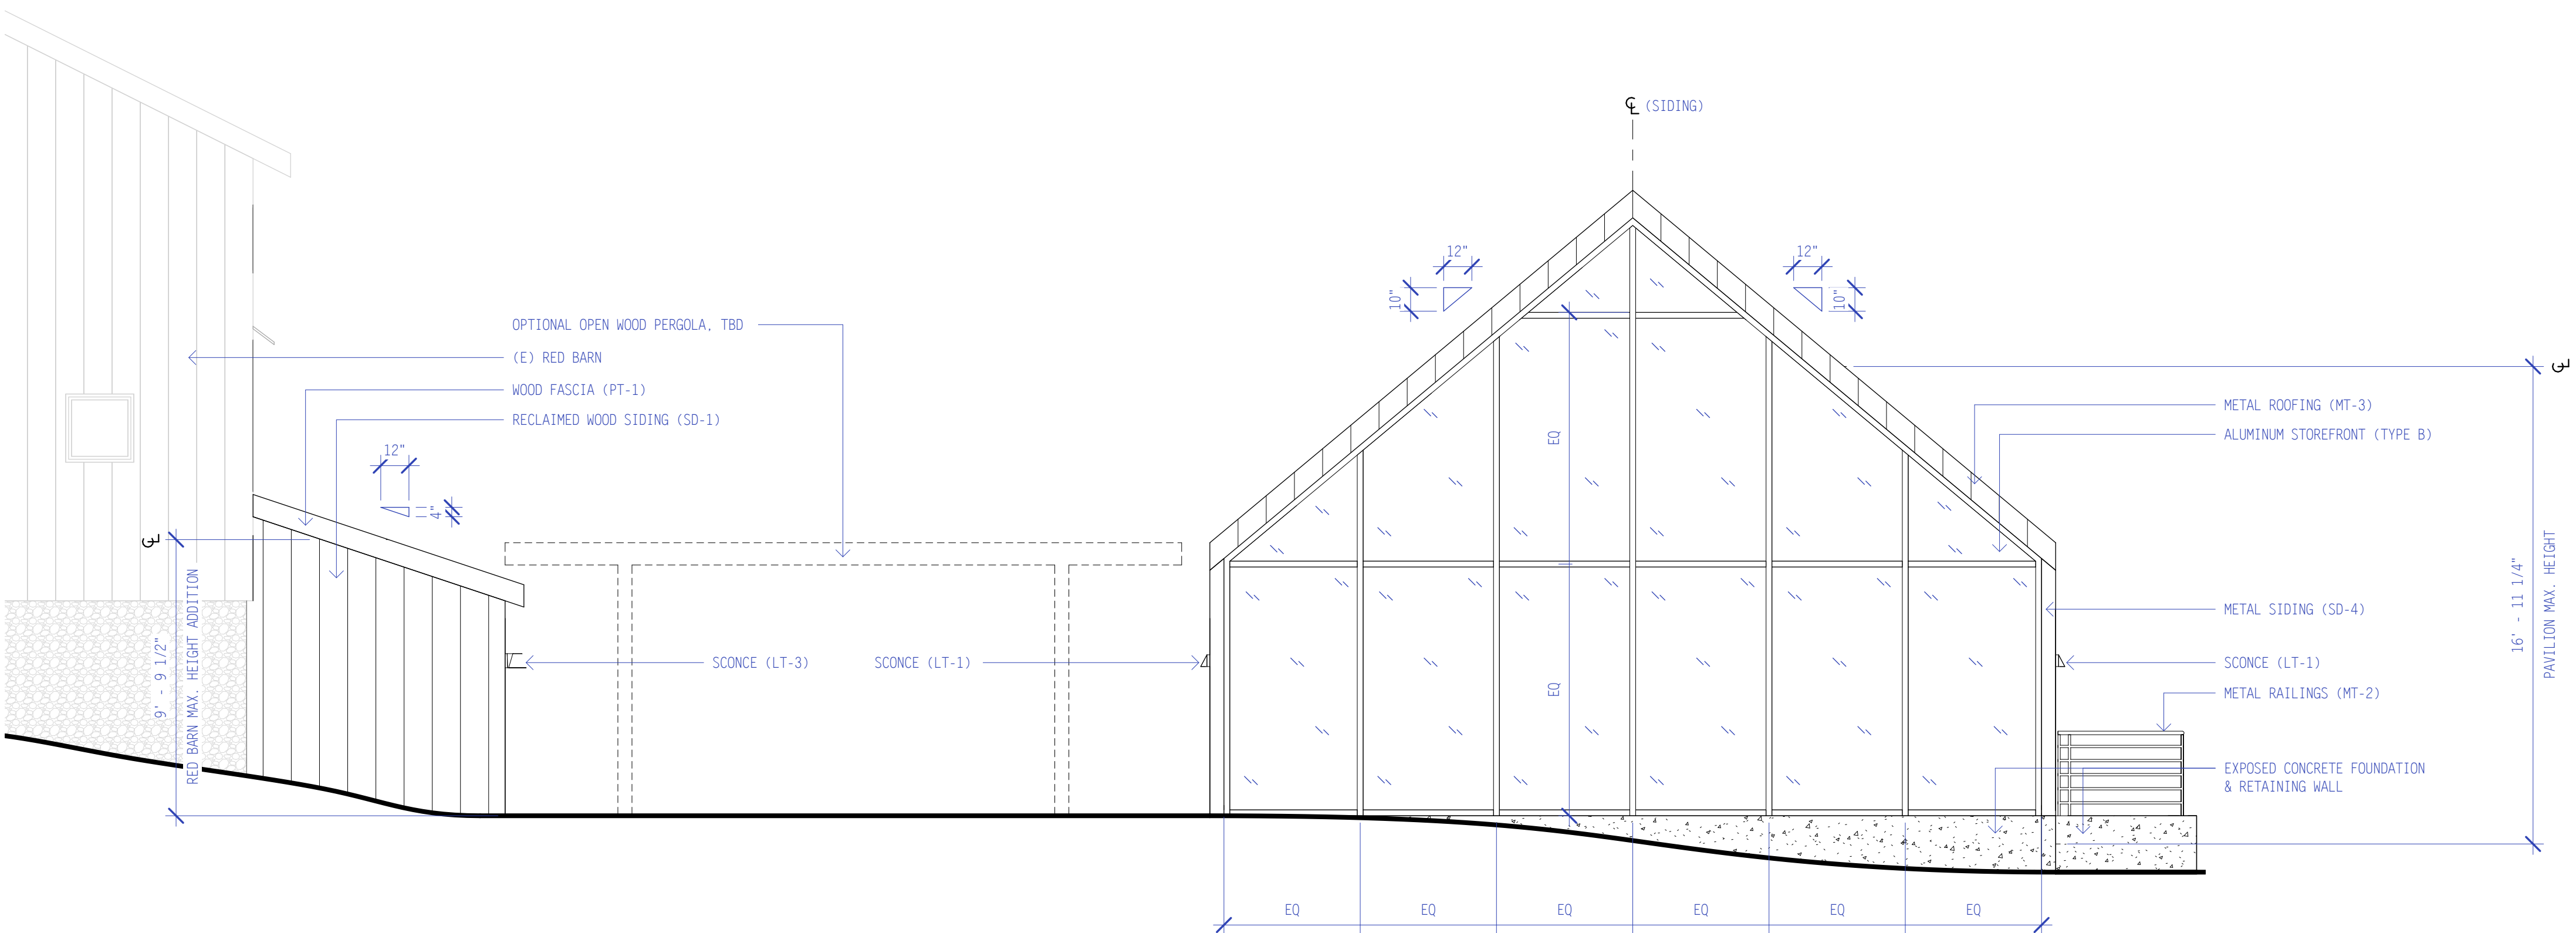 ℄ (SIDING)
12"
10"
12"
10"
OPTIONAL OPEN WOOD PERGOLA, TBD
(E) RED BARN
WOOD FASCIA (PT-1)
RECLAIMED WOOD SIDING (SD-1)
12"
4"
℄
9' - 9 1/2"
RED BARN MAX. HEIGHT ADDITION
SCONCE (LT-3)
SCONCE (LT-1)
EQ
EQ
℄
METAL ROOFING (MT-3)
ALUMINUM STOREFRONT (TYPE B)
METAL SIDING (SD-4)
SCONCE (LT-1)
METAL RAILINGS (MT-2)
EXPOSED CONCRETE FOUNDATION
& RETAINING WALL
16' - 11 1/4"
PAVILION MAX. HEIGHT
EQ
EQ
EQ
EQ
EQ
EQ